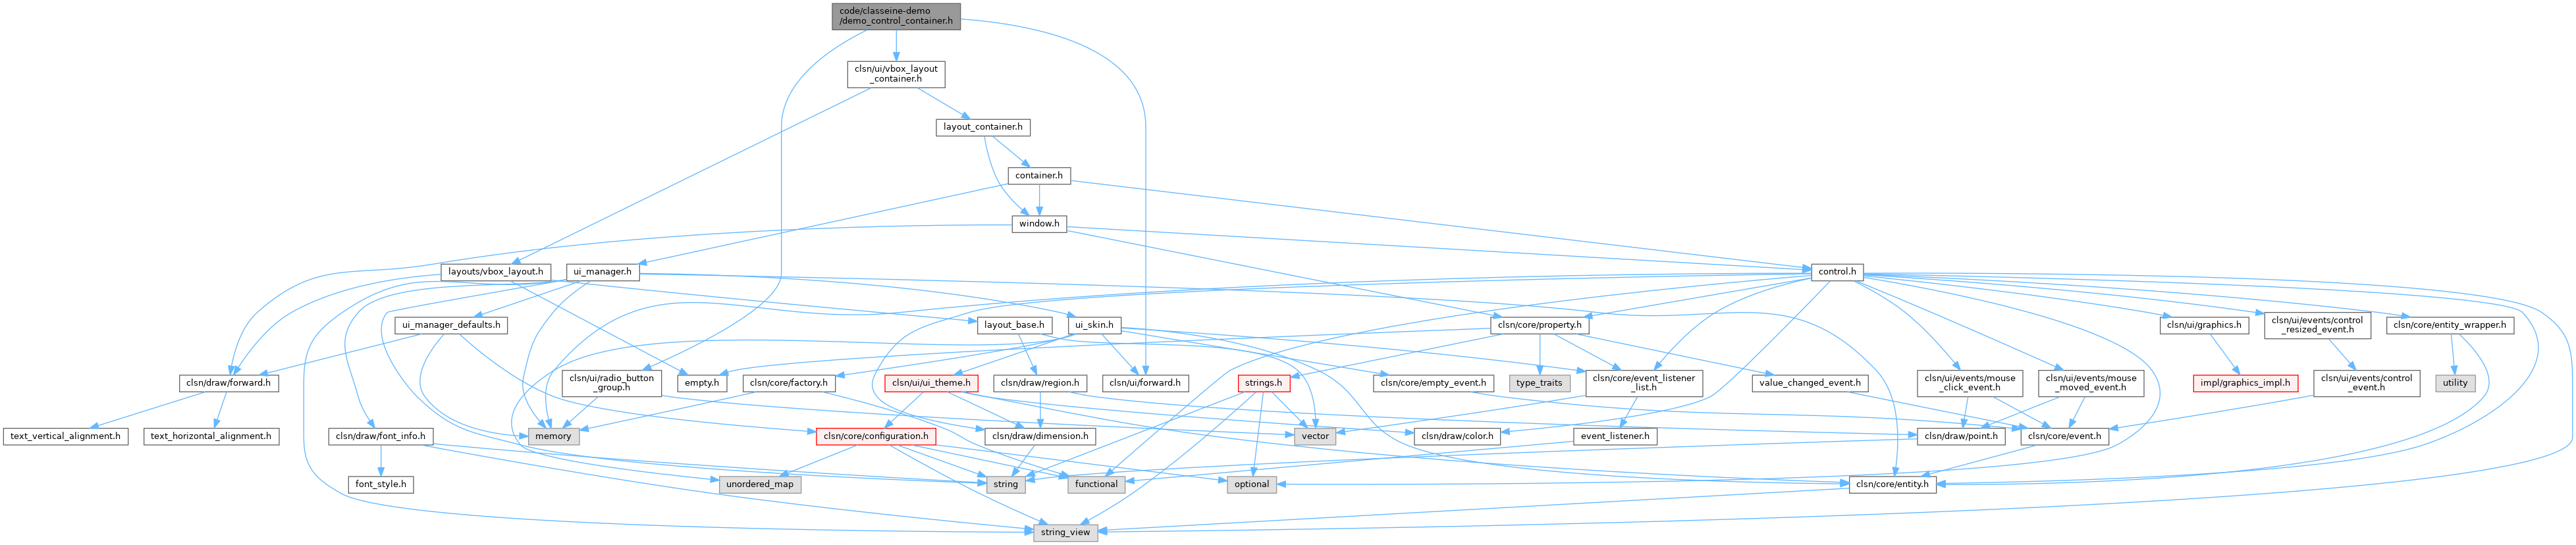 code/classeine-demo
/demo_control_container.h
clsn/ui/vbox_layout
_container.h
layout_container.h
container.h
window.h
layouts/vbox_layout.h
ui_manager.h
control.h
ui_manager_defaults.h
layout_base.h
ui_skin.h
clsn/core/property.h
clsn/ui/graphics.h
clsn/ui/events/control
_resized_event.h
clsn/core/entity_wrapper.h
clsn/draw/forward.h
clsn/ui/radio_button
_group.h
empty.h
clsn/core/factory.h
clsn/ui/ui_theme.h
clsn/draw/region.h
clsn/ui/forward.h
strings.h
clsn/core/empty_event.h
type_traits
clsn/core/event_listener
_list.h
value_changed_event.h
clsn/ui/events/mouse
_click_event.h
clsn/ui/events/mouse
_moved_event.h
impl/graphics_impl.h
clsn/ui/events/control
_event.h
utility
text_vertical_alignment.h
text_horizontal_alignment.h
clsn/draw/font_info.h
memory
clsn/core/configuration.h
clsn/draw/dimension.h
vector
clsn/draw/color.h
event_listener.h
clsn/draw/point.h
clsn/core/event.h
font_style.h
unordered_map
string
functional
optional
clsn/core/entity.h
string_view